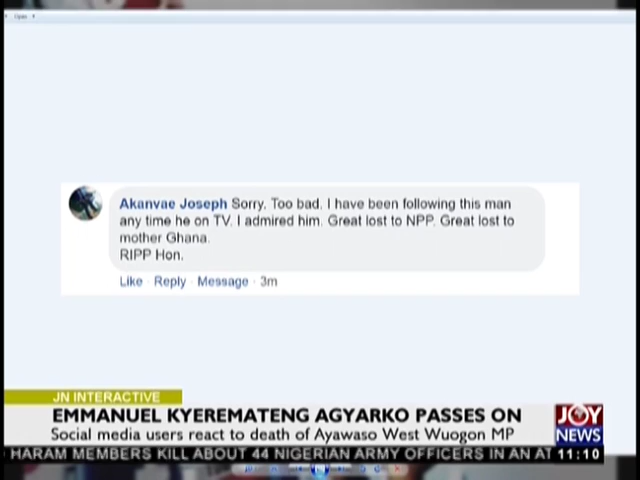 Open
Akanvae Joseph Sorry. Too bad. I have been following this man
any time he on TV. I admired him. Great lost to NPP. Great lost to
mother Ghana.
RIPP Hon.
Like · Reply · Message · 3m
JN INTERACTIVE
EMMANUEL KYEREMATENG AGYARKO PASSES ON
Social media users react to death of Ayawaso West Wuogon MP
JOY
NEWS
HARAM MEMBERS KILL ABOUT 44 NIGERIAN ARMY OFFICERS IN AN AT
11:10